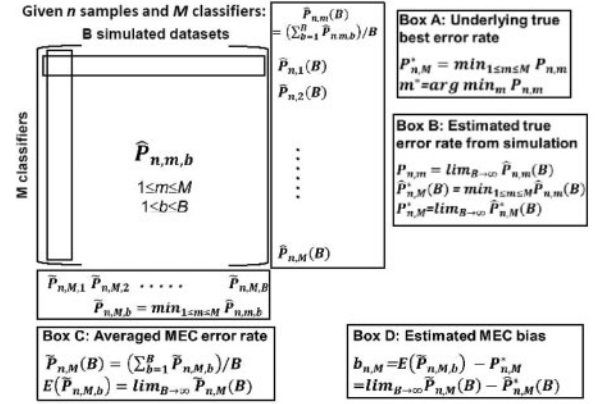 Given n samples and M classifiers:
B simulated datasets
M classifiers
P̂n,m,b
1≤m≤M
1<b<B
P̂n,m(B)
= (∑_{b=1}^{B} P̂n,m,b)/B
P̂n,1(B)
P̂n,2(B)
. . . . . .
P̂n,M(B)
P̃n,M,1 P̃n,M,2 . . . . . P̃n,M,B
P̃n,M,b = min1≤m≤M P̂n,m,b
Box A: Underlying true
best error rate
P*n,M = min1≤m≤M Pn,m
m*=arg minm Pn,m
Box B: Estimated true
error rate from simulation
Pn,m = limB→∞ P̂n,m(B)
P̂*n,M(B) = min1≤m≤M P̂n,m(B)
P*n,M=limB→∞ P̂*n,M(B)
Box C: Averaged MEC error rate
P̃n,M(B) = (∑_{b=1}^{B} P̃n,M,b)/B
E(P̃n,M,b) = limB→∞ P̃n,M(B)
Box D: Estimated MEC bias
bn,M=E(P̃n,M,b) − P*n,M
=limB→∞ P̃n,M(B) − P̂*n,M(B)